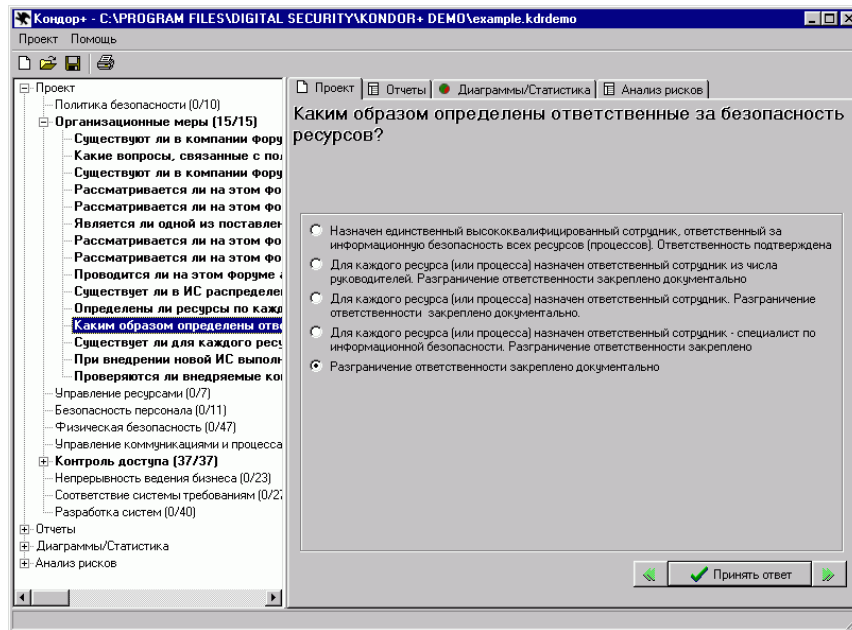 Кондор+ - C:\PROGRAM FILES\DIGITAL SECURITY\KONDOR+ DEMO\example.kdrdemo
Проект Помощь
Проект
Политика безопасности (0/10)
Организационные меры (15/15)
Существуют ли в компании фору
Какие вопросы, связанные с по
Существуют ли в компании фору
Рассматривается ли на этом фо
Рассматривается ли на этом фо
Является ли одной из поставлен
Рассматривается ли на этом фо
Рассматривается ли на этом фо
Проводится ли на этом форуме
Существует ли в ИС распределе
Определены ли ресурсы по кажд
Каким образом определены отве
Существует ли для каждого ресу
При внедрении новой ИС выполн
Проверяются ли внедряемые ко
Управление ресурсами (0/7)
Безопасность персонала (0/11)
Физическая безопасность (0/47)
Управление коммуникациями и процесса
Контроль доступа (37/37)
Непрерывность ведения бизнеса (0/23)
Соответствие системы требованиям (0/2
Разработка систем (0/40)
Отчеты
Диаграммы/Статистика
Анализ рисков
Проект Отчеты Диаграммы/Статистика Анализ рисков
Каким образом определены ответственные за безопасность
ресурсов?
Назначен единственный высококвалифицированный сотрудник, ответственный за
информационную безопасность всех ресурсов (процессов). Ответственность подтверждена
Для каждого ресурса (или процесса) назначен ответственный сотрудник из числа
руководителей. Разграничение ответственности закреплено документально
Для каждого ресурса (или процесса) назначен ответственный сотрудник. Разграничение
ответственности закреплено документально.
Для каждого ресурса (или процесса) назначен ответственный сотрудник - специалист по
информационной безопасности. Разграничение ответственности закреплено
Разграничение ответственности закреплено документально
Принять ответ